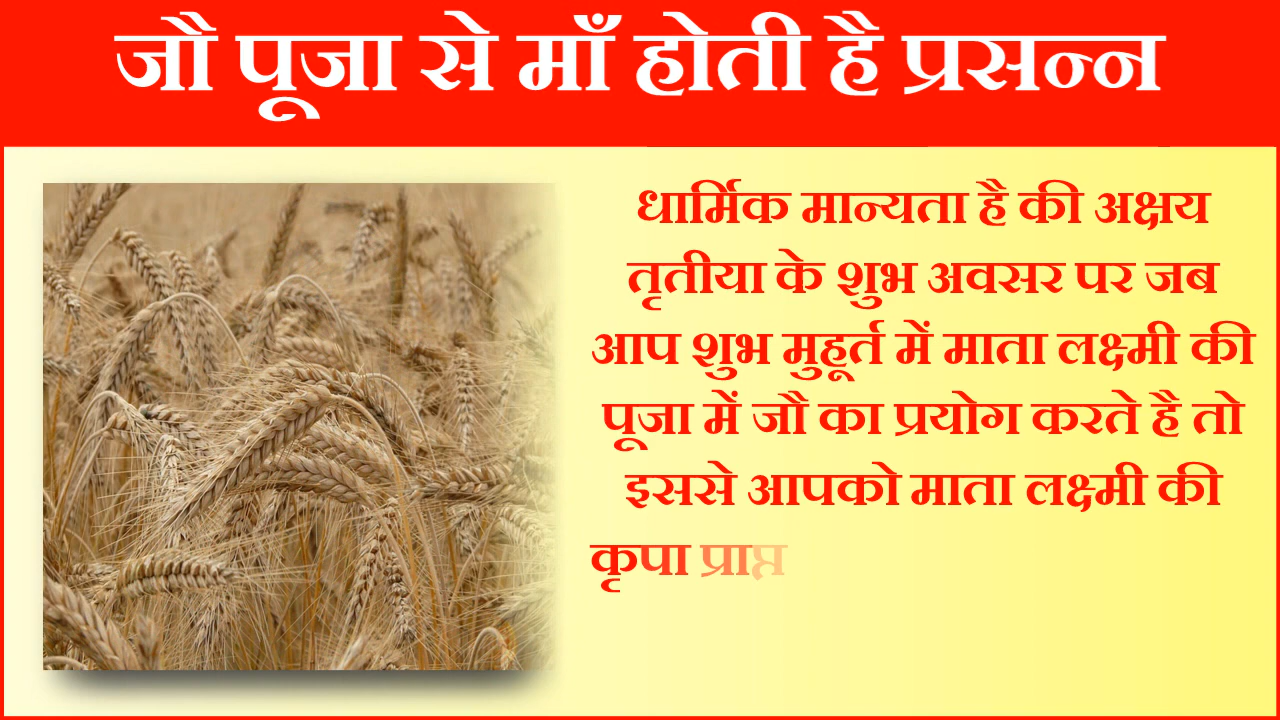 जौ पूजा से माँ होती है प्रसन्न
धार्मिक मान्यता है की अक्षय
तृतीया के शुभ अवसर पर जब
आप शुभ मुहूर्त में माता लक्ष्मी की
पूजा में जौ का प्रयोग करते है तो
इससे आपको माता लक्ष्मी की
कृपा प्राप्त